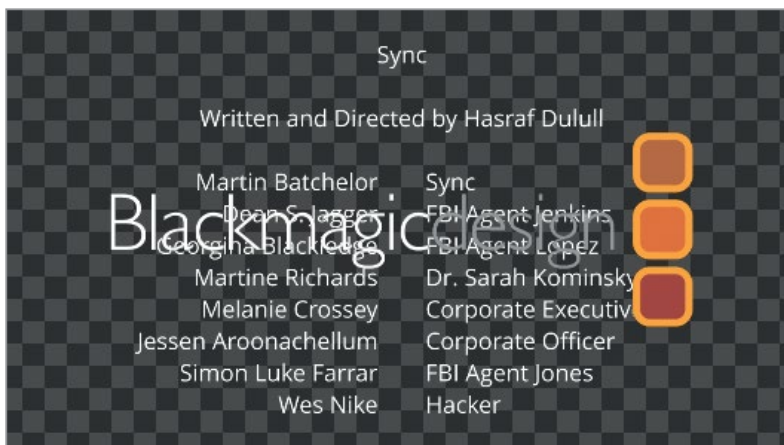 Sync
Written and Directed by Hasraf Dulull
Martin Batchelor Sync
Dean S. Jagger FBI Agent Jenkins
Blackmagicdesign
Georgina Blackledge FBI Agent Lopez
Martine Richards Dr. Sarah Kominsky
Melanie Crossey Corporate Executiv
Jessen Aroonachellum Corporate Officer
Simon Luke Farrar FBI Agent Jones
Wes Nike Hacker